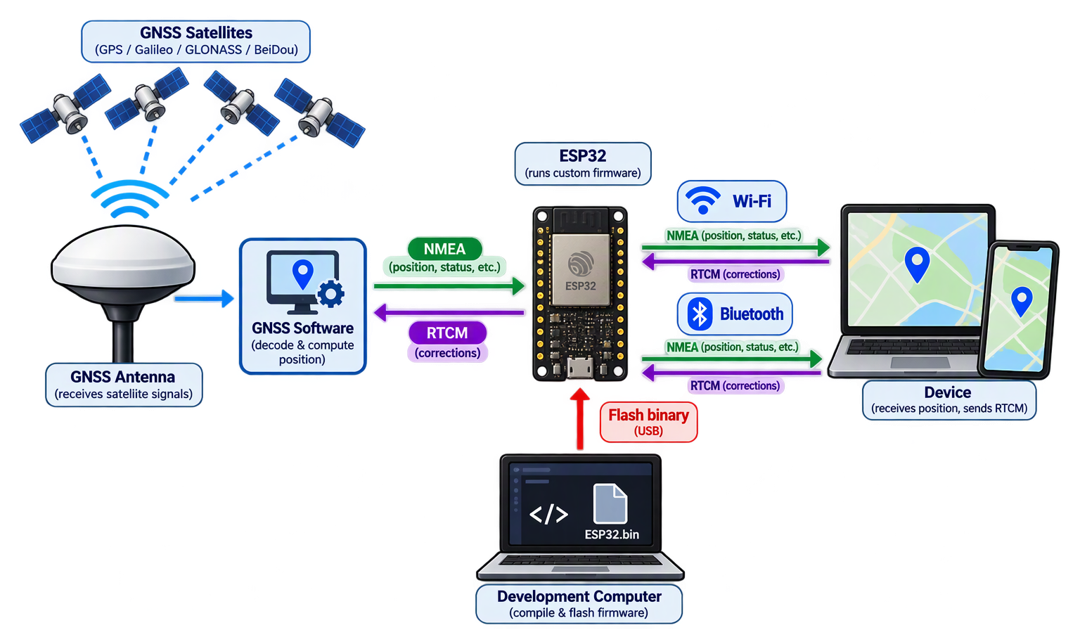 GNSS Satellites
(GPS / Galileo / GLONASS / BeiDou)
ESP32
(runs custom firmware)
Wi-Fi
NMEA (position, status, etc.)
RTCM (corrections)
NMEA
(position, status, etc.)
RTCM
(corrections)
ESP32
GNSS Software
(decode & compute
position)
Bluetooth
NMEA (position, status, etc.)
RTCM (corrections)
GNSS Antenna
(receives satellite signals)
Device
(receives position, sends RTCM)
Flash binary
(USB)
</>
ESP32.bin
Development Computer
(compile & flash firmware)